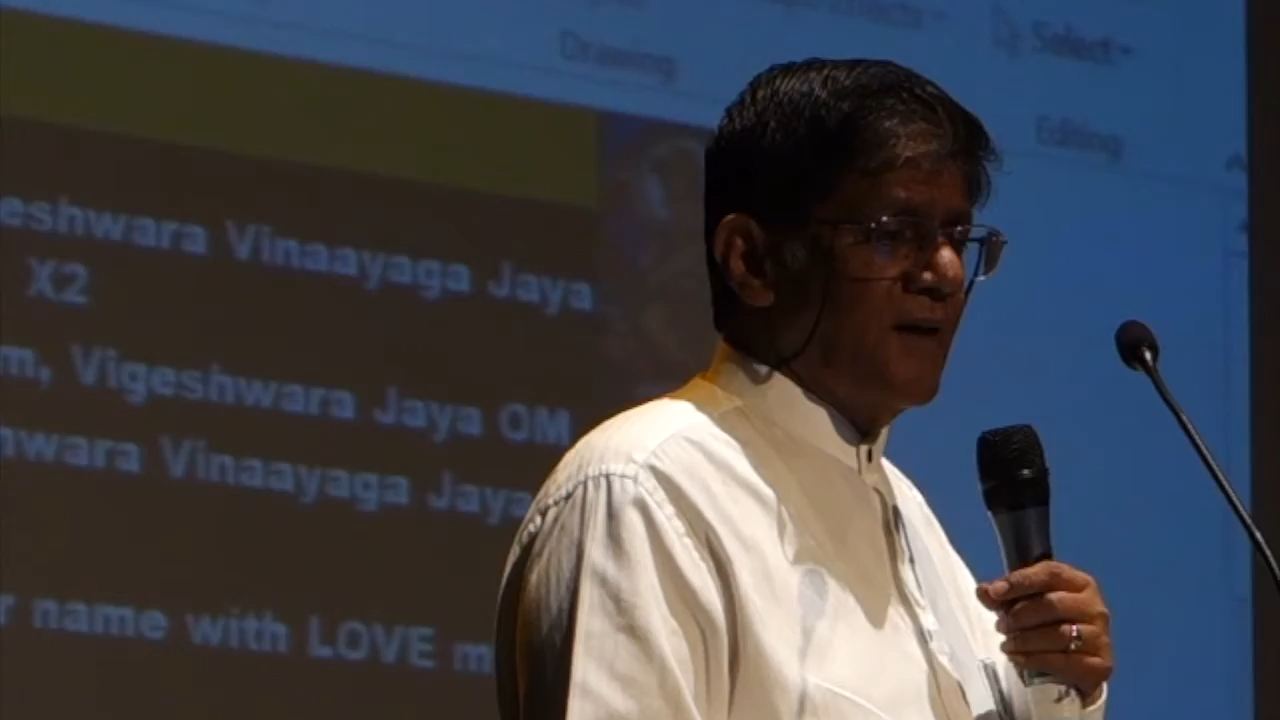 Drawing
Select
Editing
eshwara Vinaayaga Jaya
X2
m, Vigeshwara Jaya OM
hwara Vinaayaga Jaya
r name with LOVE m